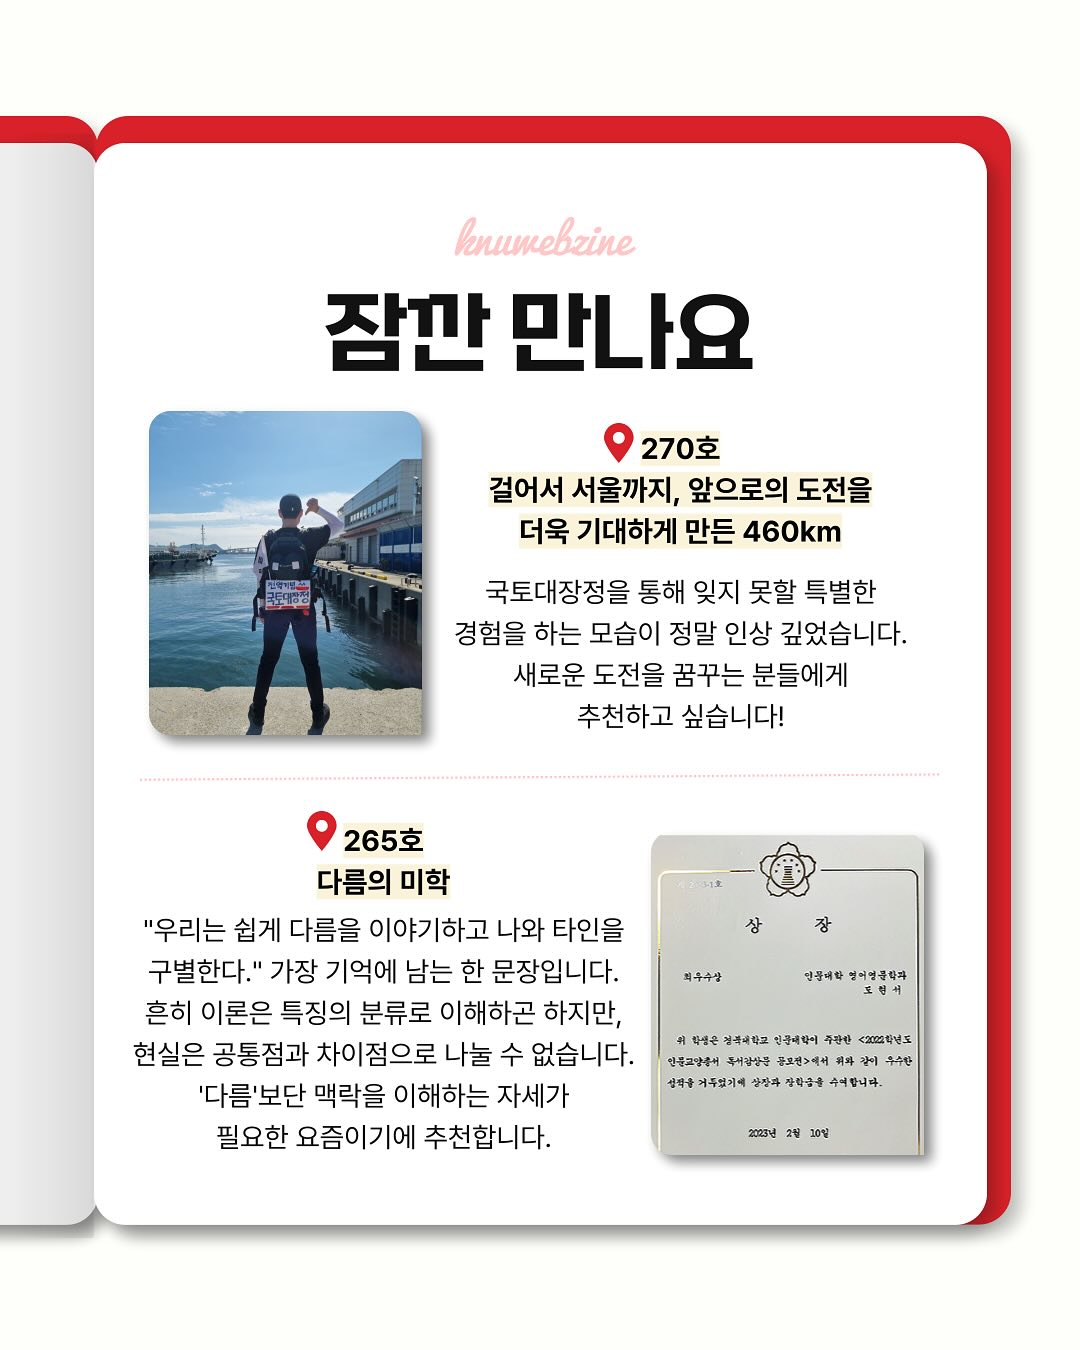 knuwebzine
잠깐 만나요
270호
걸어서 서울까지, 앞으로의 도전을
더욱 기대하게 만든 460km
국토대장정을 통해 잊지 못할 특별한
경험을 하는 모습이 정말 인상 깊었습니다.
새로운 도전을 꿈꾸는 분들에게
추천하고 싶습니다!
전역기념
국토대장정
265호
다름의 미학
"우리는 쉽게 다름을 이야기하고 나와 타인을
구별한다." 가장 기억에 남는 한 문장입니다.
흔히 이론은 특징의 분류로 이해하곤 하지만,
현실은 공통점과 차이점으로 나눌 수 없습니다.
'다름'보단 맥락을 이해하는 자세가
필요한 요즘이기에 추천합니다.
상 장
최우수상 인문대학 영어영문학과
도 현 서
위 학생은 경북대학교 인문대학이 주관한 <2022학년도
인문교양총서 독서감상문 공모전>에서 위와 같이 우수한
성적을 거두었기에 상장과 장학금을 수여합니다.
2023년 2월 10일